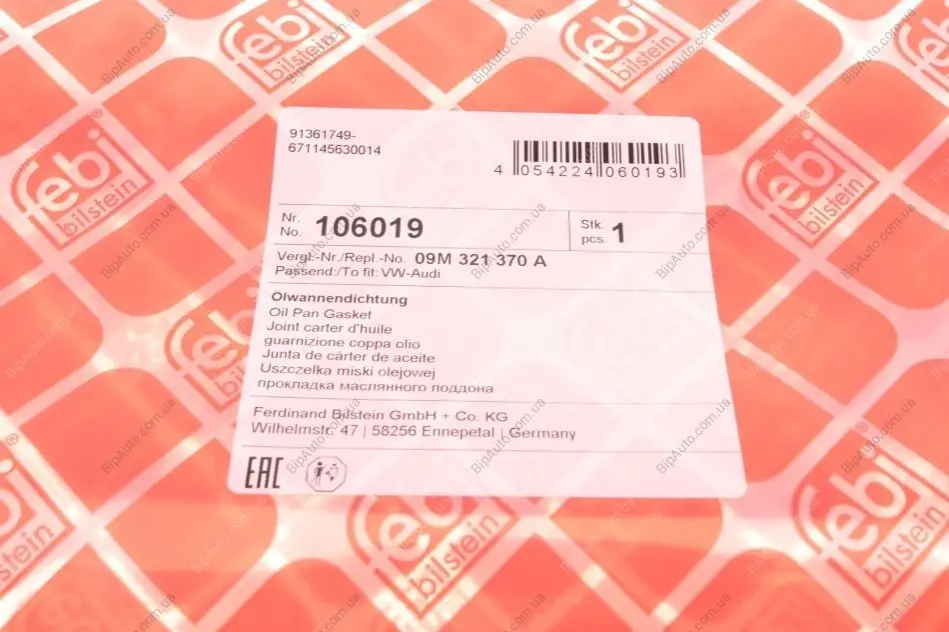 91361749-
671145630014
4 054224 060193
Nr.
No. 106019
Stk.
pcs. 1
Vergl.-Nr./Repl.-No. 09M 321 370 A
Passend:/To fit: VW-Audi
Ölwannendichtung
Oil Pan Gasket
Joint carter d'huile
guarnizione coppa olio
Junta de cárter de aceite
Uszczelka miski olejowej
прокладка маслянного поддона
Ferdinand Bilstein GmbH + Co. KG
Wilhelmstr. 47 | 58256 Ennepetal | Germany
EAC
febi
bilstein
BipAuto.com.ua